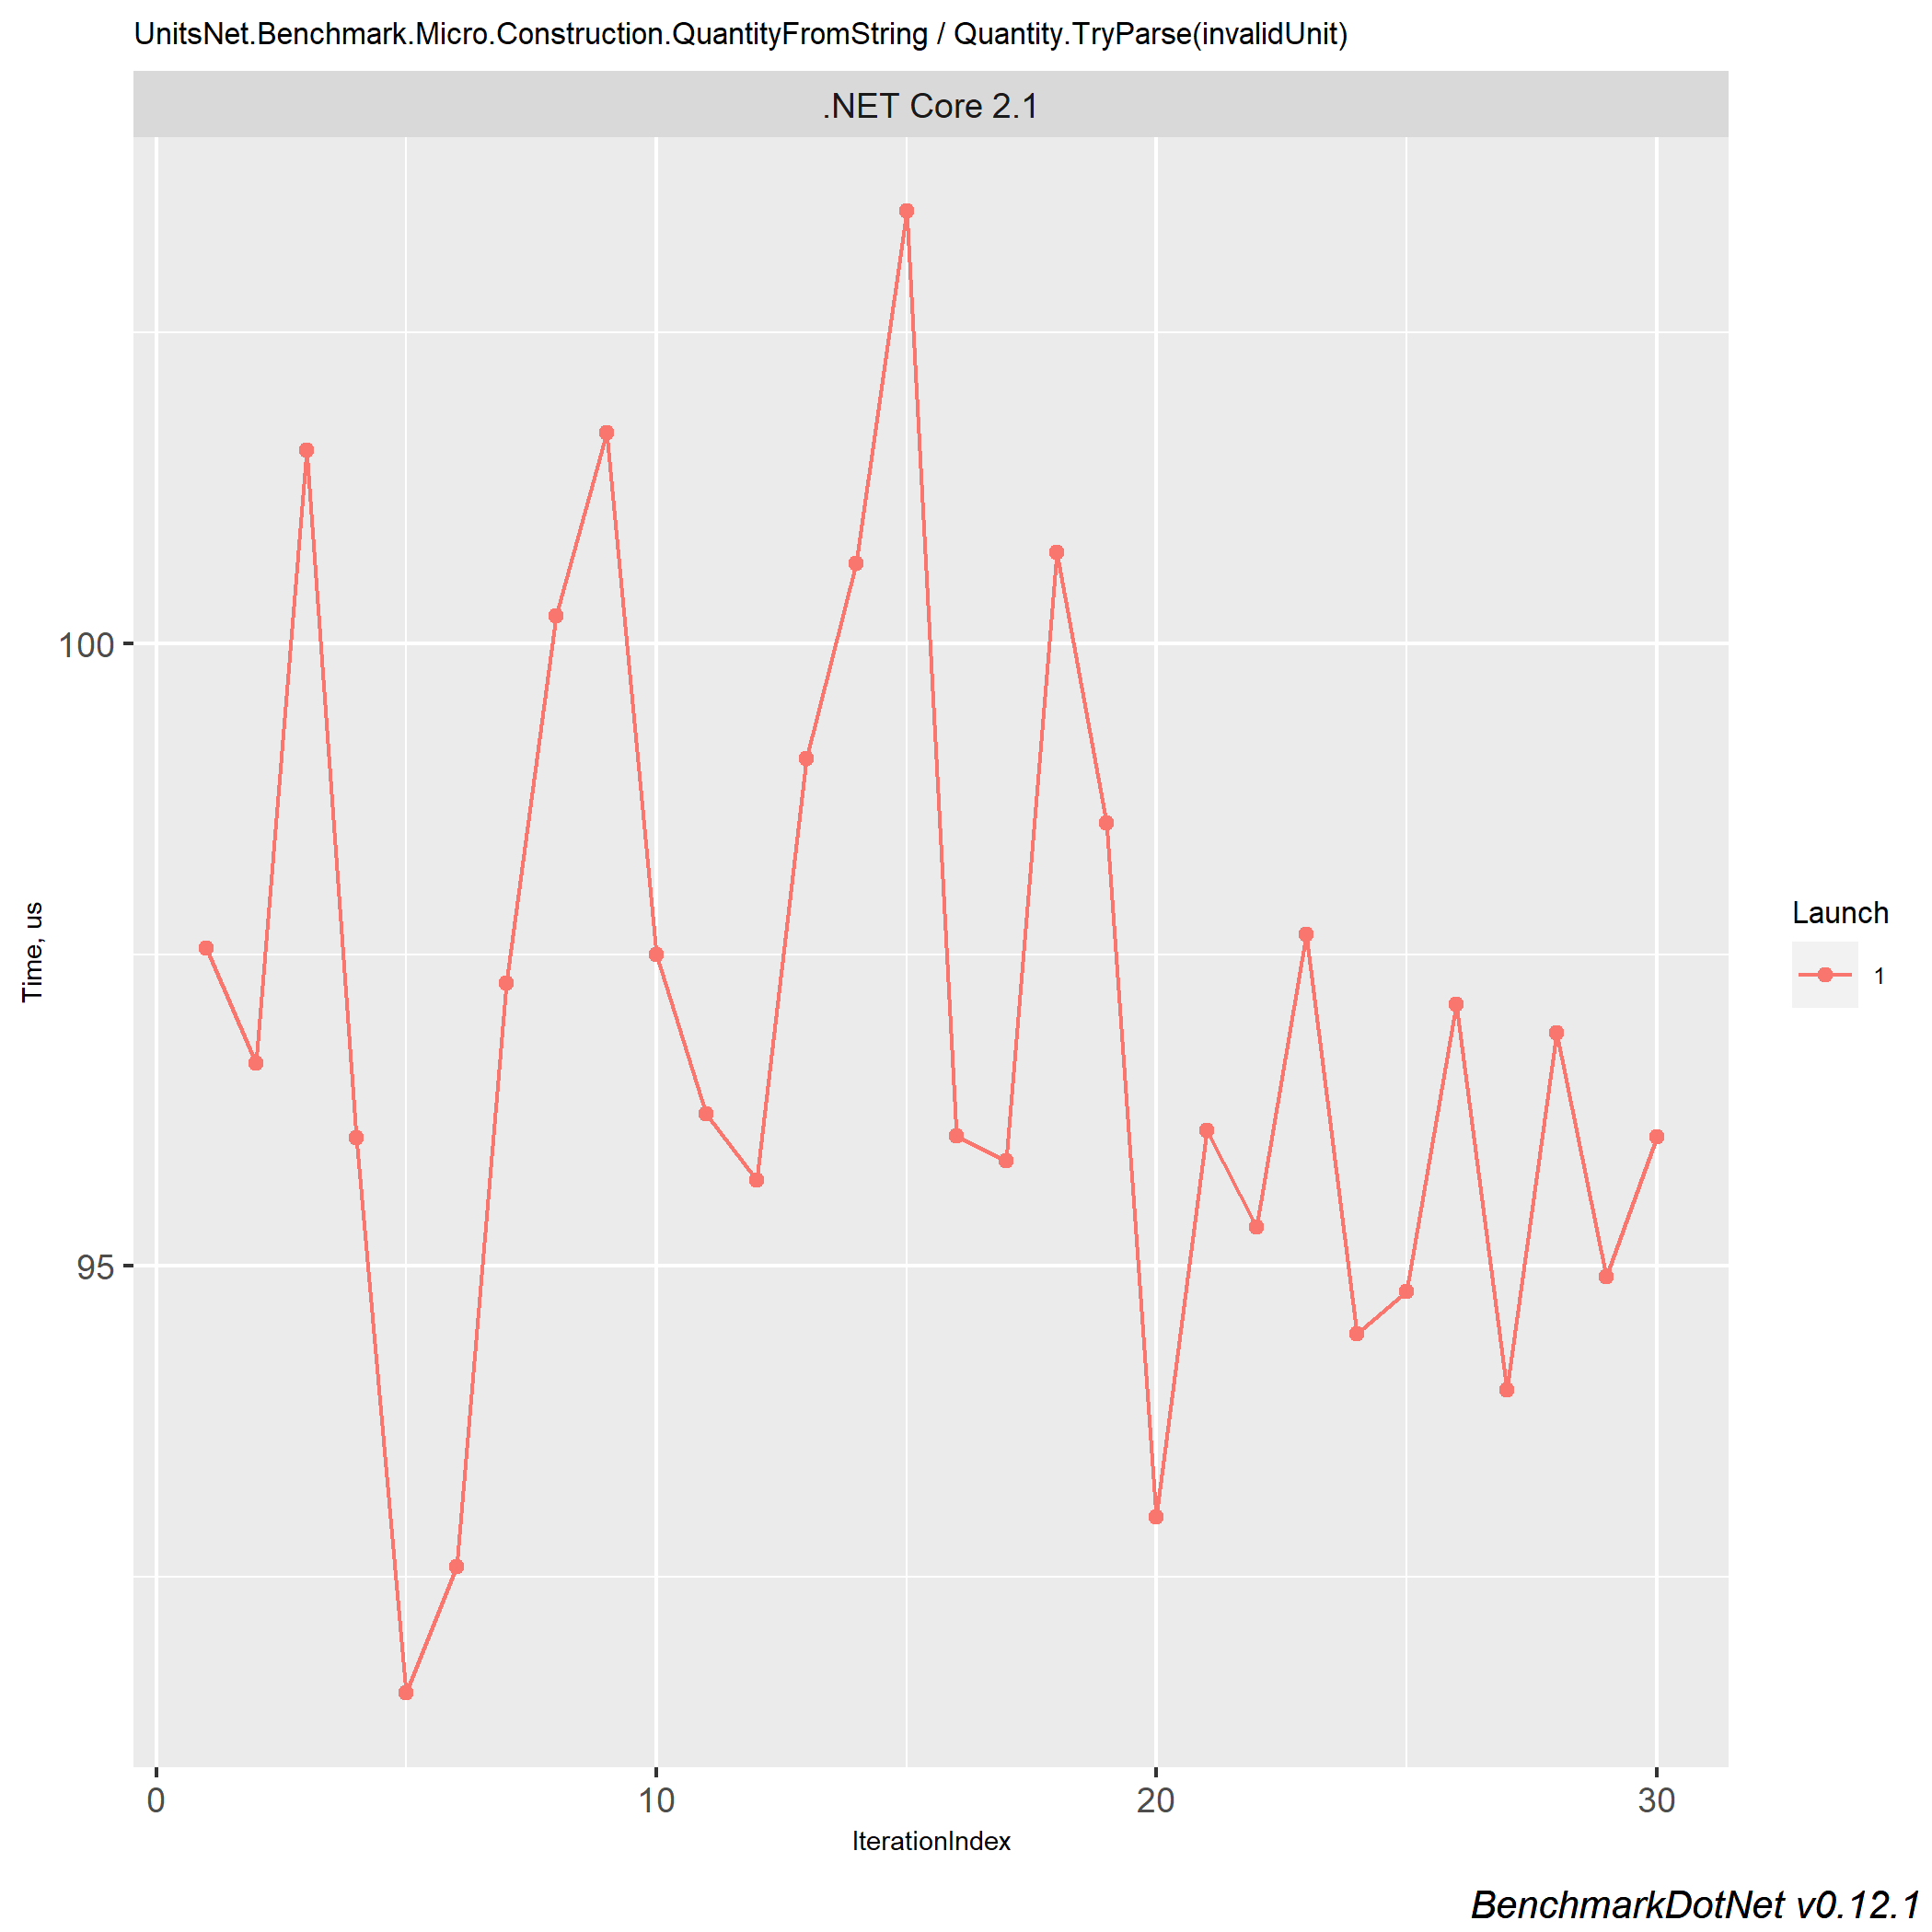 UnitsNet.Benchmark.Micro.Construction.QuantityFromString / Quantity.TryParse(invalidUnit)
.NET Core 2.1
100
95
Time, us
0 10 20 30
IterationIndex
Launch
1
BenchmarkDotNet v0.12.1